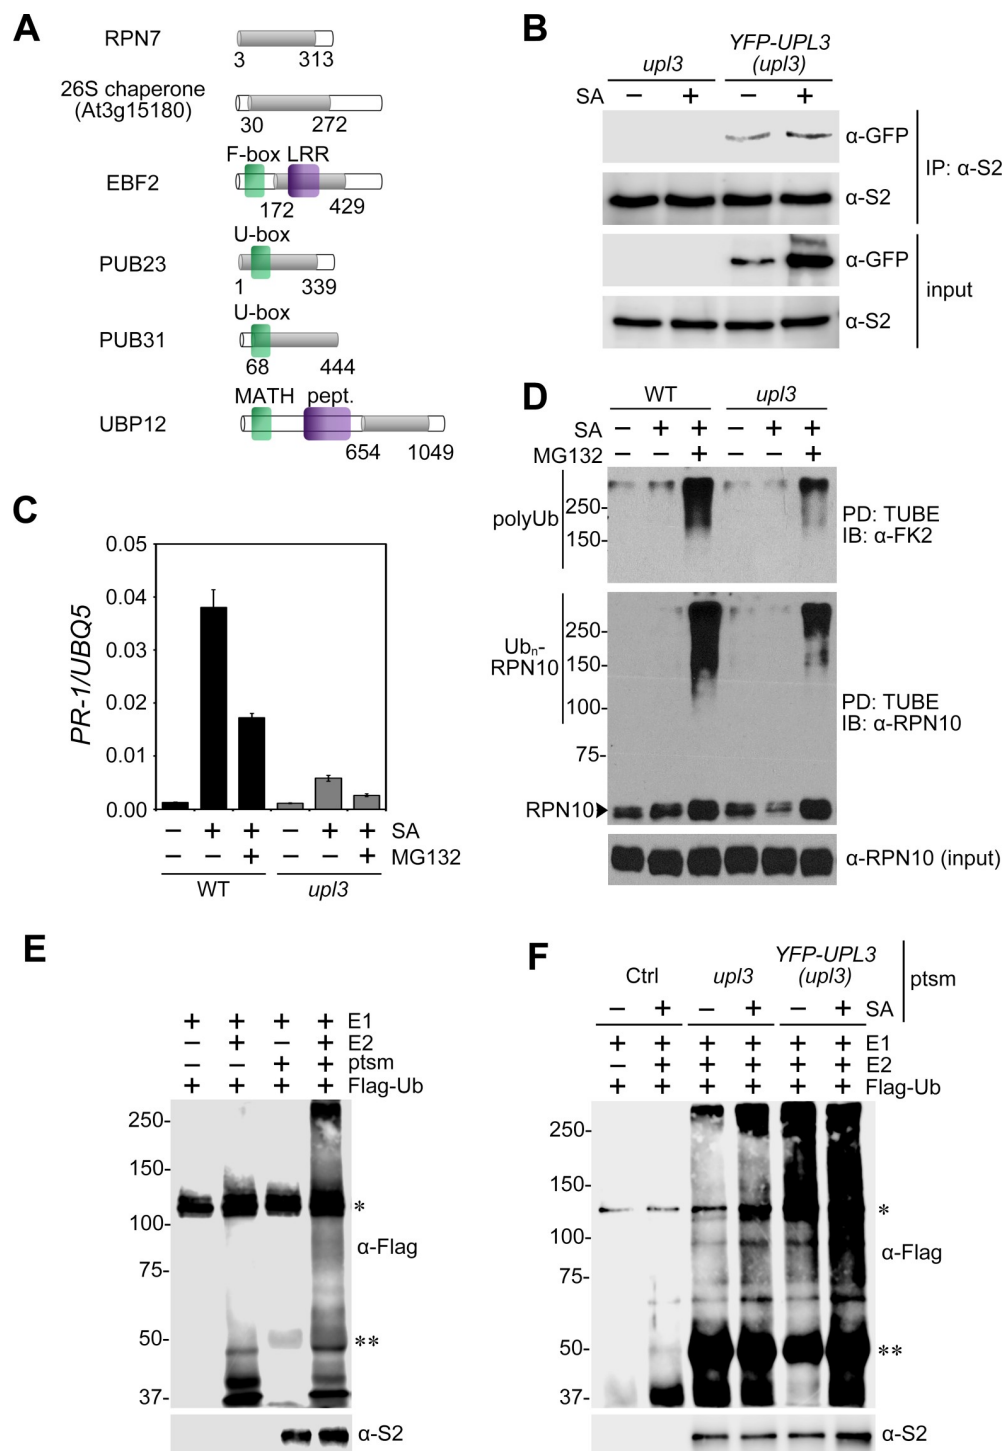 A
RPN7
3 313
26S chaperone
(At3g15180)
30 272
F-box LRR
EBF2
172 429
U-box
PUB23
1 339
U-box
PUB31
68 444
MATH pept.
UBP12
654 1049
B
upl3
YFP-UPL3
(upl3)
SA − + − +
α-GFP
α-S2
IP: α-S2
α-GFP
α-S2
input
C
PR-1/UBQ5
0.05
0.04
0.03
0.02
0.01
0.00
− + + − + + SA
− − + − − + MG132
WT upl3
D
WT upl3
SA − + + − + +
MG132 − − + − − +
polyUb
250-
150-
PD: TUBE
IB: α-FK2
Ubn-
RPN10
250-
150-
100-
75-
PD: TUBE
IB: α-RPN10
RPN10
α-RPN10 (input)
E
+ + + + E1
− + − + E2
− − + + ptsm
+ + + + Flag-Ub
250-
150-
100-
75-
50-
37-
*
α-Flag
**
α-S2
F
Ctrl upl3
YFP-UPL3
(upl3)
ptsm
− + − + − + SA
+ + + + + + E1
− + + + + + E2
+ + + + + + Flag-Ub
250-
150-
100-
75-
50-
37-
*
α-Flag
**
α-S2